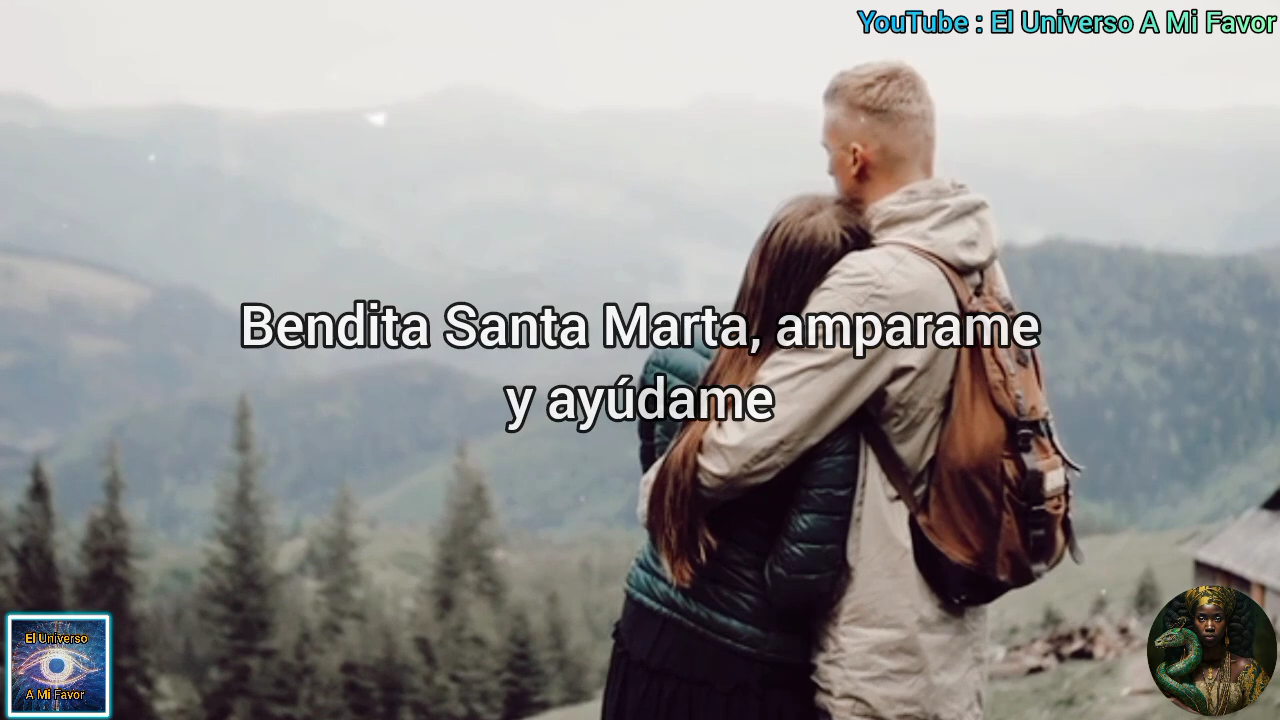 YouTube : El Universo A Mi Favor
Bendita Santa Marta, amparame
y ayúdame
El Universo
A Mi Favor